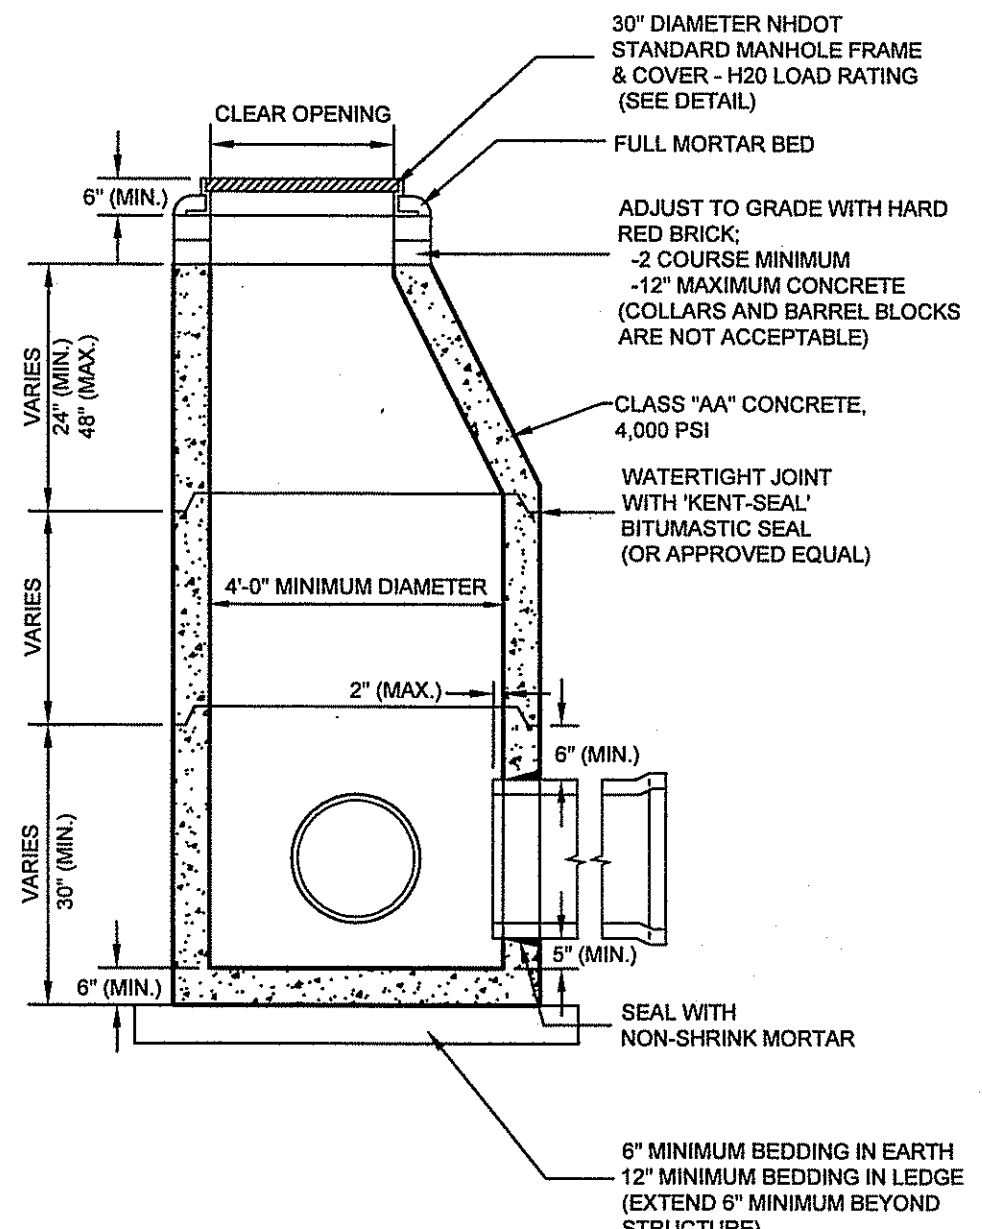 30" DIAMETER NHDOT
STANDARD MANHOLE FRAME
& COVER - H20 LOAD RATING
(SEE DETAIL)
CLEAR OPENING
FULL MORTAR BED
6" (MIN.)
ADJUST TO GRADE WITH HARD
RED BRICK;
-2 COURSE MINIMUM
-12" MAXIMUM CONCRETE
(COLLARS AND BARREL BLOCKS
ARE NOT ACCEPTABLE)
VARIES
24" (MIN.)
48" (MAX.)
CLASS "AA" CONCRETE,
4,000 PSI
WATERTIGHT JOINT
WITH 'KENT-SEAL'
BITUMASTIC SEAL
(OR APPROVED EQUAL)
VARIES
4'-0" MINIMUM DIAMETER
2" (MAX.)
6" (MIN.)
VARIES
30" (MIN.)
5" (MIN.)
6" (MIN.)
SEAL WITH
NON-SHRINK MORTAR
6" MINIMUM BEDDING IN EARTH
12" MINIMUM BEDDING IN LEDGE
(EXTEND 6" MINIMUM BEYOND
STRUCTURE)